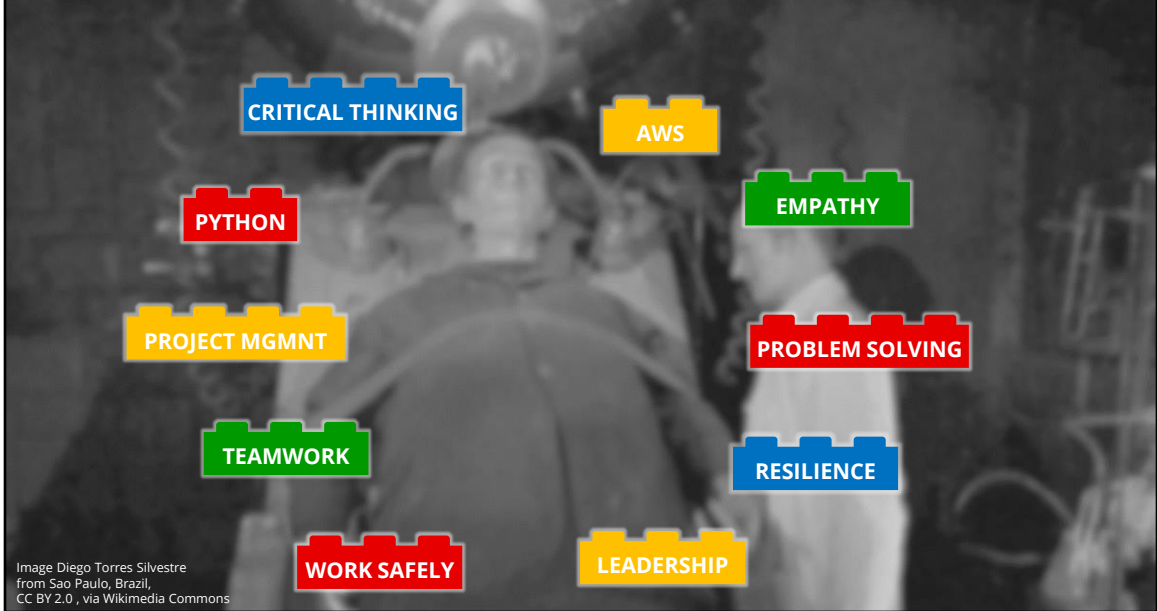 CRITICAL THINKING
AWS
EMPATHY
PYTHON
PROJECT MGMNT
PROBLEM SOLVING
TEAMWORK
RESILIENCE
WORK SAFELY
LEADERSHIP
Image Diego Torres Silvestre
from Sao Paulo, Brazil,
CC BY 2.0 , via Wikimedia Commons